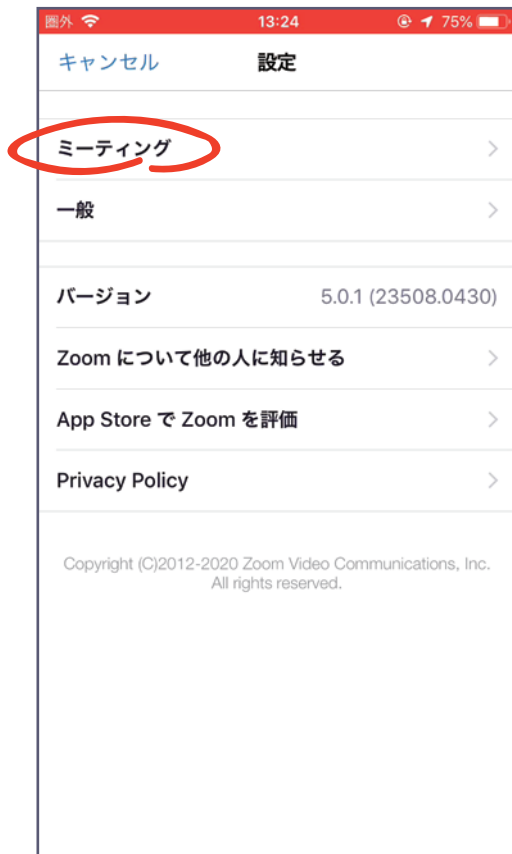 圏外 13:24 75%
キャンセル 設定
ミーティング
一般
バージョン 5.0.1 (23508.0430)
Zoom について他の人に知らせる
App Store で Zoom を評価
Privacy Policy
Copyright (C)2012-2020 Zoom Video Communications, Inc.
All rights reserved.